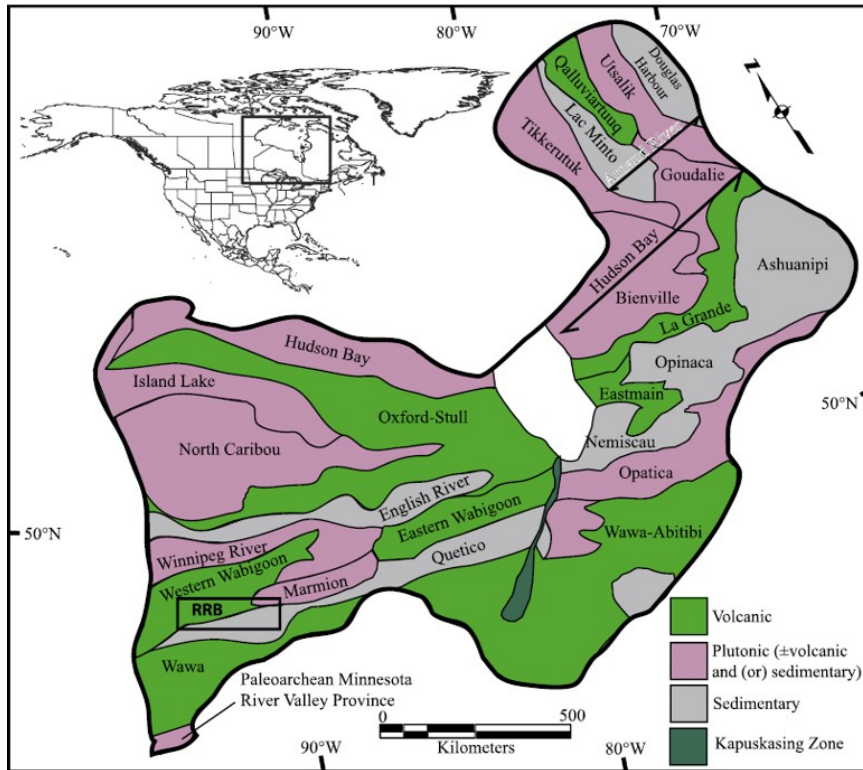 90°W
80°W
70°W
Douglas
Harbour
Utsalik
Qalluviartuuq
Lac Minto
Tikkerutuk
N
Goudalie
Hudson Bay
Bienville
Ashuanipi
La Grande
Opinaca
Eastmain
50°N
Nemiscau
Opatica
Hudson Bay
Island Lake
Oxford-Stull
North Caribou
English River
50°N
Winnipeg River
Eastern Wabigoon
Wawa-Abitibi
Western Wabigoon
Quetico
Marmion
RRB
Wawa
Paleoarchean Minnesota
River Valley Province
Volcanic
Plutonic (±volcanic
and (or) sedimentary)
Sedimentary
Kapuskasing Zone
0
500
Kilometers
90°W
80°W